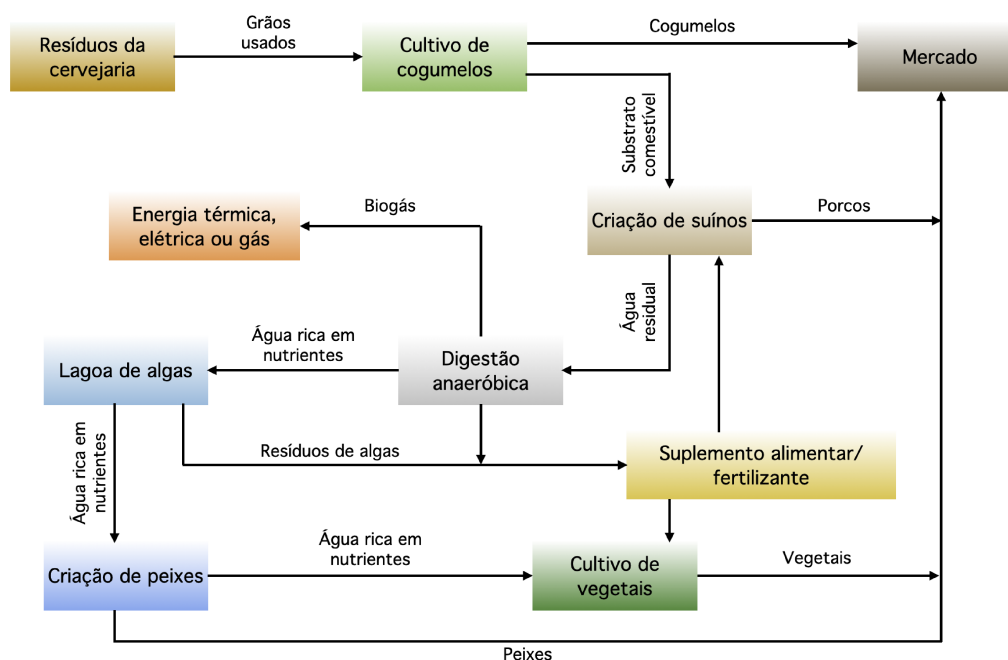 Grãos
usados
Cogumelos
Resíduos da
cervejaria
Cultivo de
cogumelos
Mercado
Substrato
comestível
Biogás
Energia térmica,
elétrica ou gás
Criação de suínos
Porcos
Água
residual
Água rica em
nutrientes
Lagoa de algas
Digestão
anaeróbica
Água rica em
nutrientes
Resíduos de algas
Suplemento alimentar/
fertilizante
Água rica em
nutrientes
Criação de peixes
Cultivo de
vegetais
Vegetais
Peixes